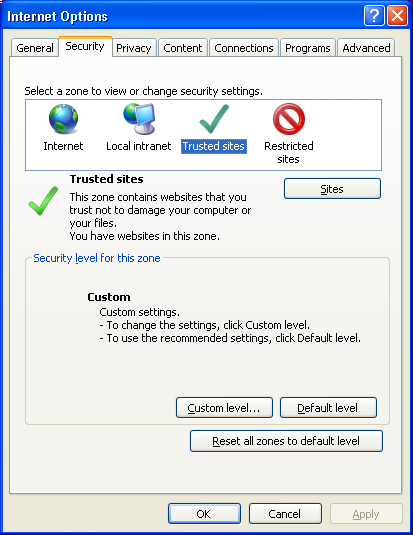 Internet Options
General Security Privacy Content Connections Programs Advanced
Select a zone to view or change security settings.
Internet Local intranet Trusted sites Restricted sites
Trusted sites
This zone contains websites that you
trust not to damage your computer or
your files.
You have websites in this zone.
Sites
Security level for this zone
Custom
Custom settings.
- To change the settings, click Custom level.
- To use the recommended settings, click Default level.
Custom level... Default level
Reset all zones to default level
OK Cancel Apply